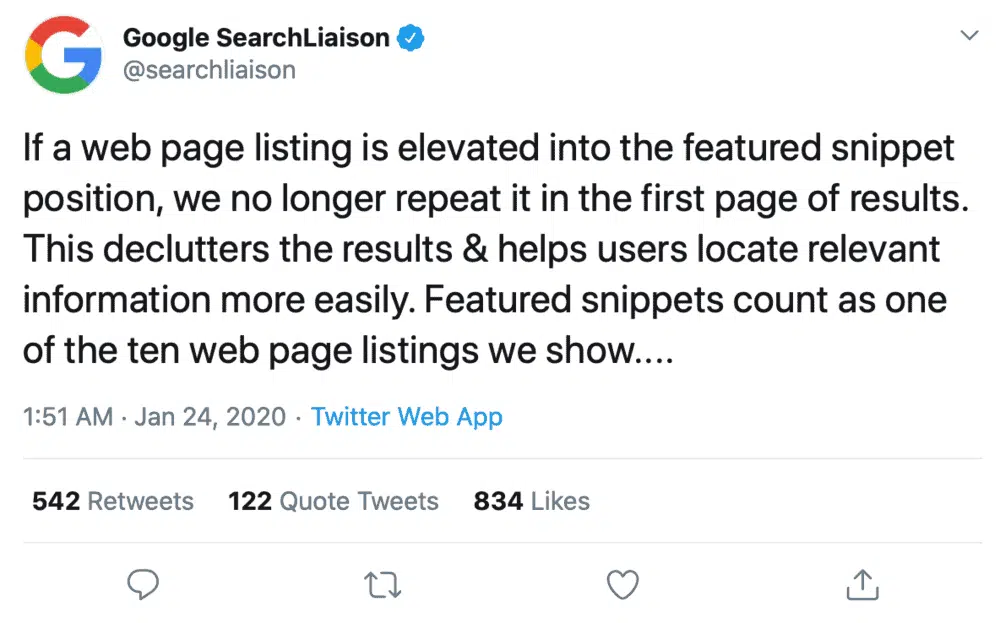 Google SearchLiaison
@searchliaison
If a web page listing is elevated into the featured snippet
position, we no longer repeat it in the first page of results.
This declutters the results & helps users locate relevant
information more easily. Featured snippets count as one
of the ten web page listings we show....
1:51 AM · Jan 24, 2020 · Twitter Web App
542 Retweets 122 Quote Tweets 834 Likes